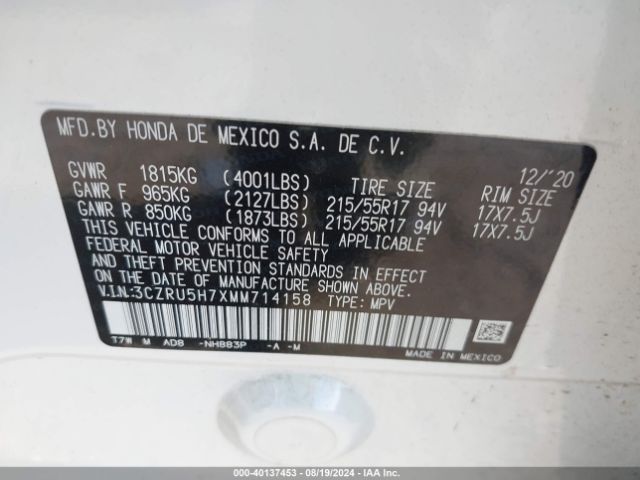 MFD.BY HONDA DE MEXICO S.A. DE C.V.
12/'20
GVWR 1815KG (4001LBS) TIRE SIZE RIM SIZE
GAWR F 965KG (2127LBS) 215/55R17 94V 17X7.5J
GAWR R 850KG (1873LBS) 215/55R17 94V 17X7.5J
THIS VEHICLE CONFORMS TO ALL APPLICABLE
FEDERAL MOTOR VEHICLE SAFETY
AND THEFT PREVENTION STANDARDS IN EFFECT
ON THE DATE OF MANUFACTURE SHOWN ABOVE.
V.I.N:3CZRU5H7XMM714158 TYPE: MPV
T7W M AD8 -NH883P -A -M
MADE IN MEXICO
000-40137453 - 08/19/2024 - IAA Inc.